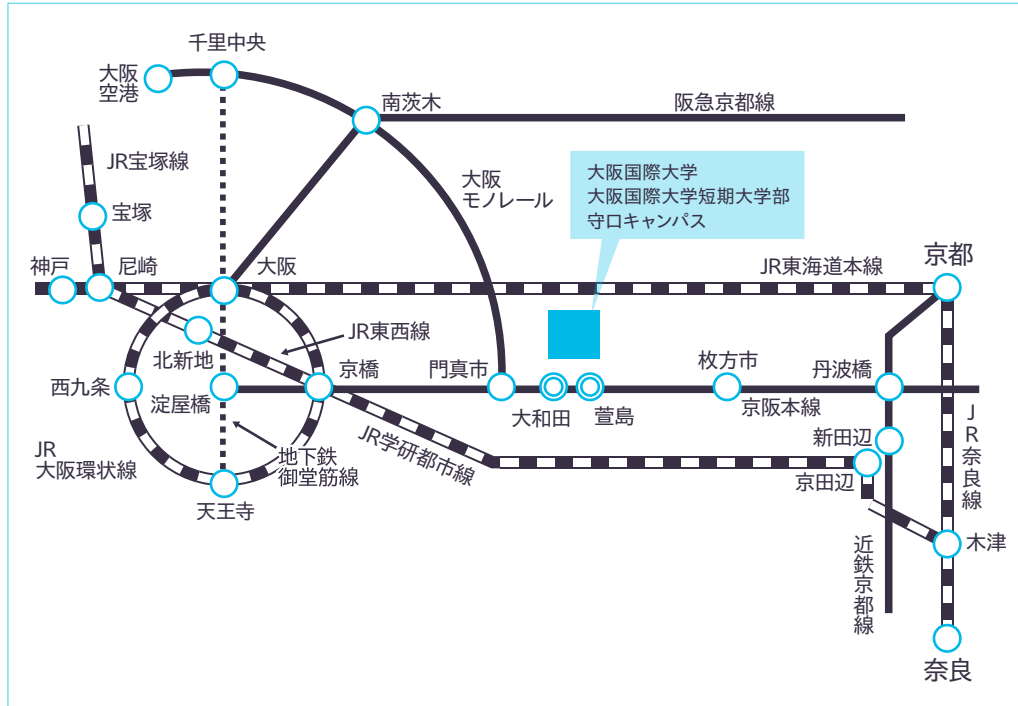 千里中央
大阪
空港
南茨木
阪急京都線
JR宝塚線
大阪
モノレール
大阪国際大学
大阪国際大学短期大学部
守口キャンパス
宝塚
神戸
尼崎
大阪
JR東海道本線
京都
JR東西線
北新地
西九条
淀屋橋
京橋
門真市
大和田
萱島
枚方市
京阪本線
丹波橋
新田辺
JR奈良線
JR
大阪環状線
地下鉄
御堂筋線
JR学研都市線
天王寺
京田辺
近鉄京都線
木津
奈良